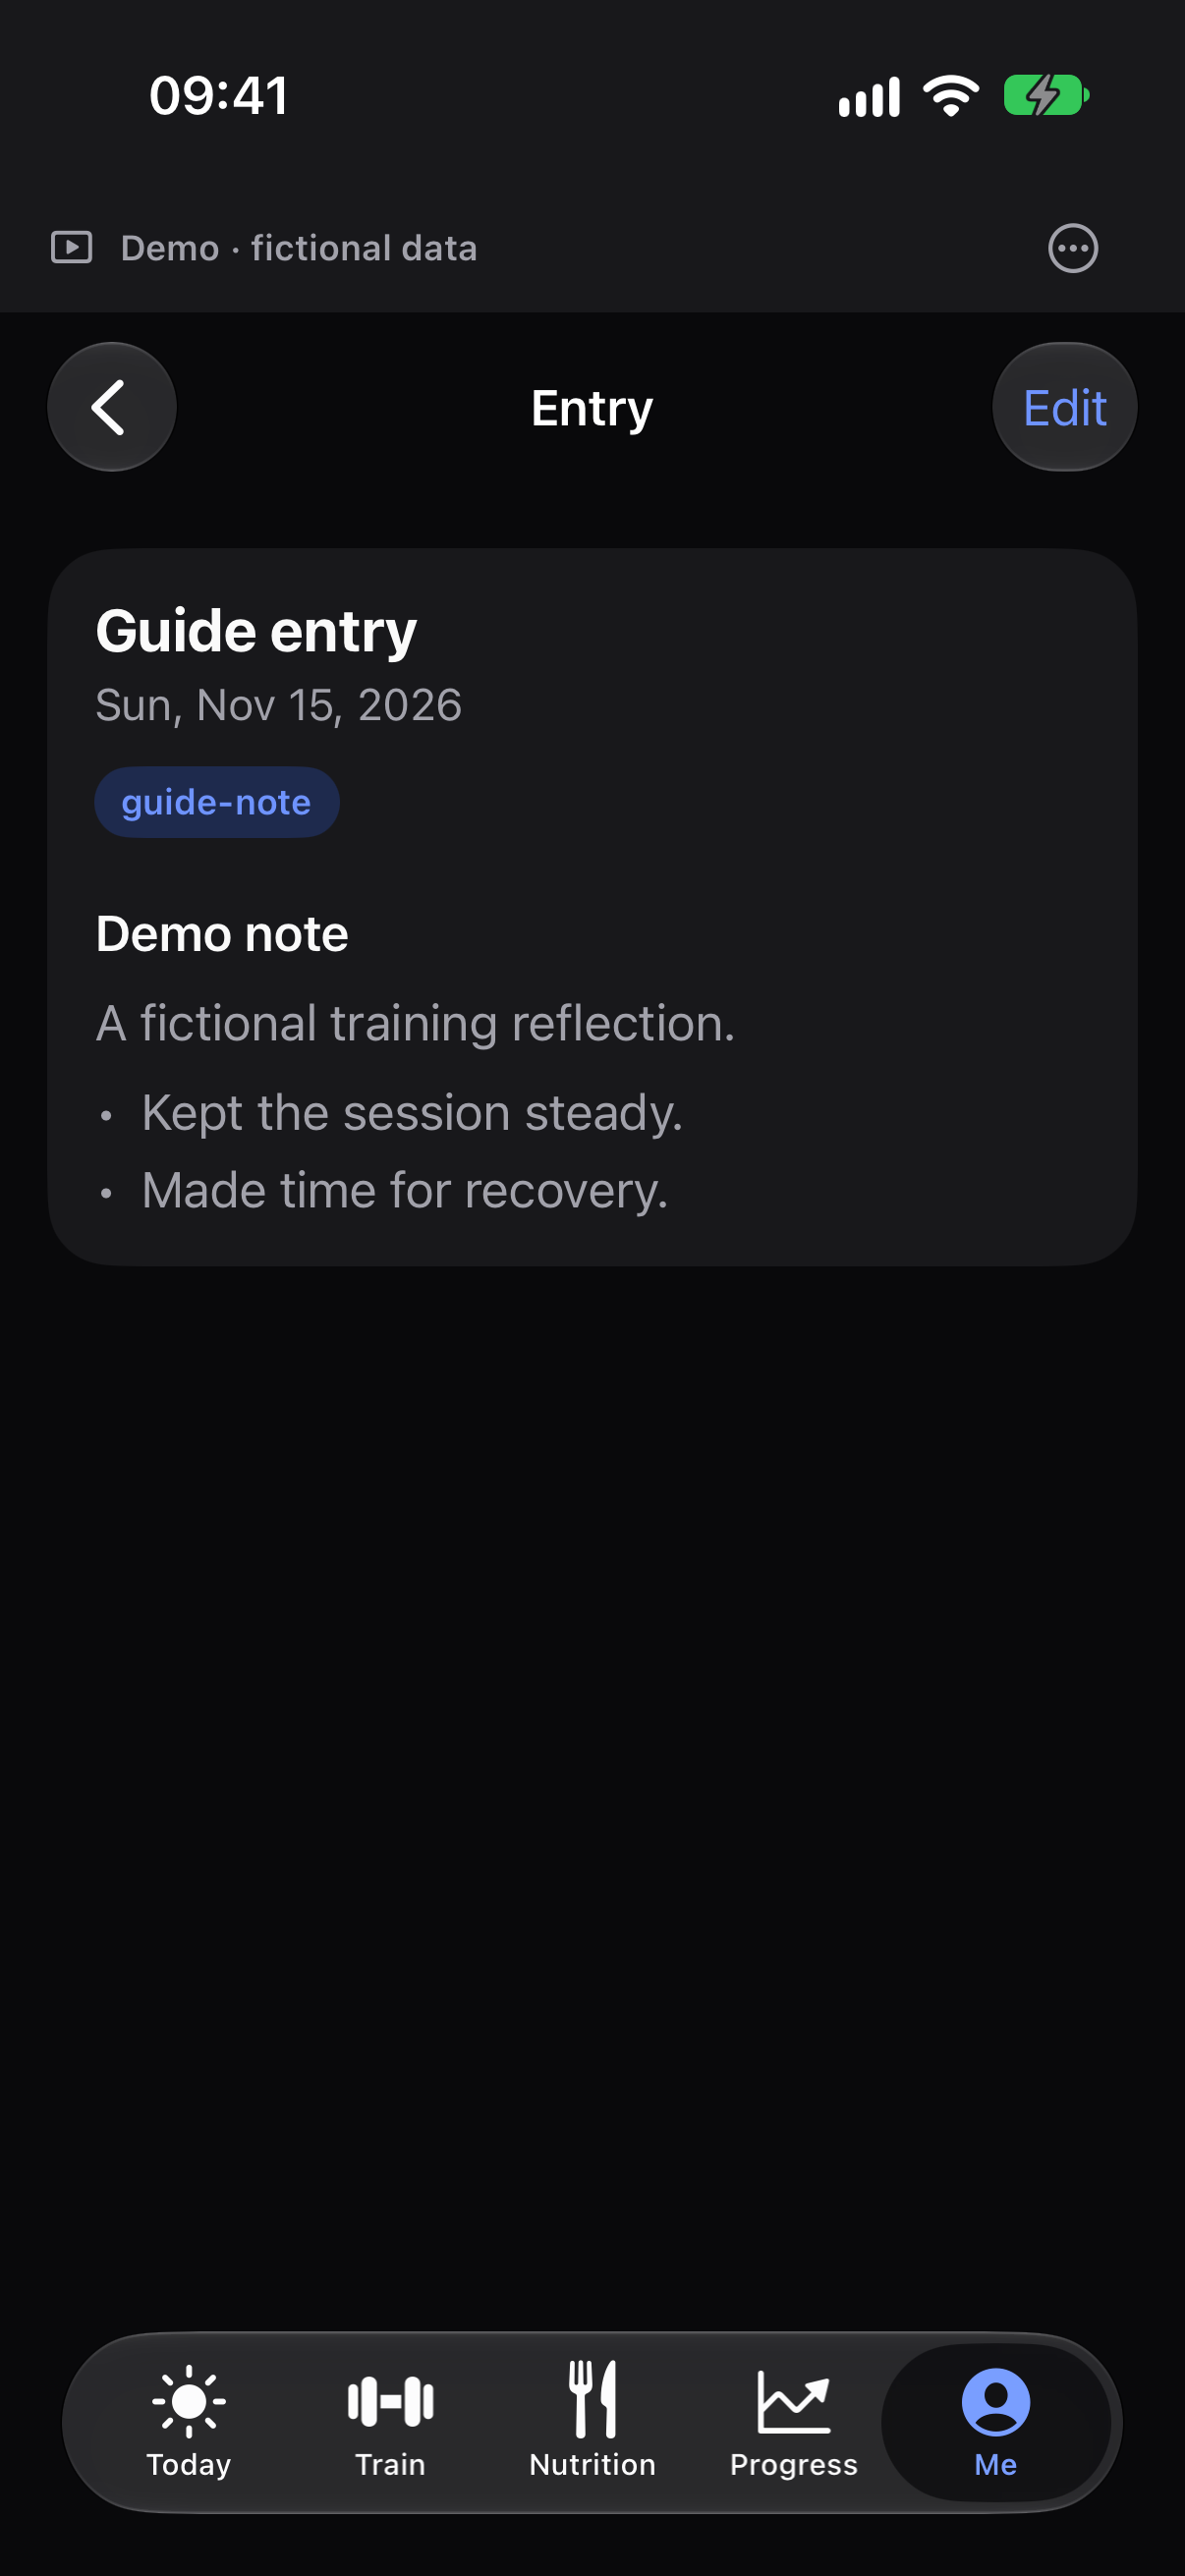 09:41
Demo · fictional data
Entry
Edit
Guide entry
Sun, Nov 15, 2026
guide-note
Demo note
A fictional training reflection.
• Kept the session steady.
• Made time for recovery.
Today
Train
Nutrition
Progress
Me